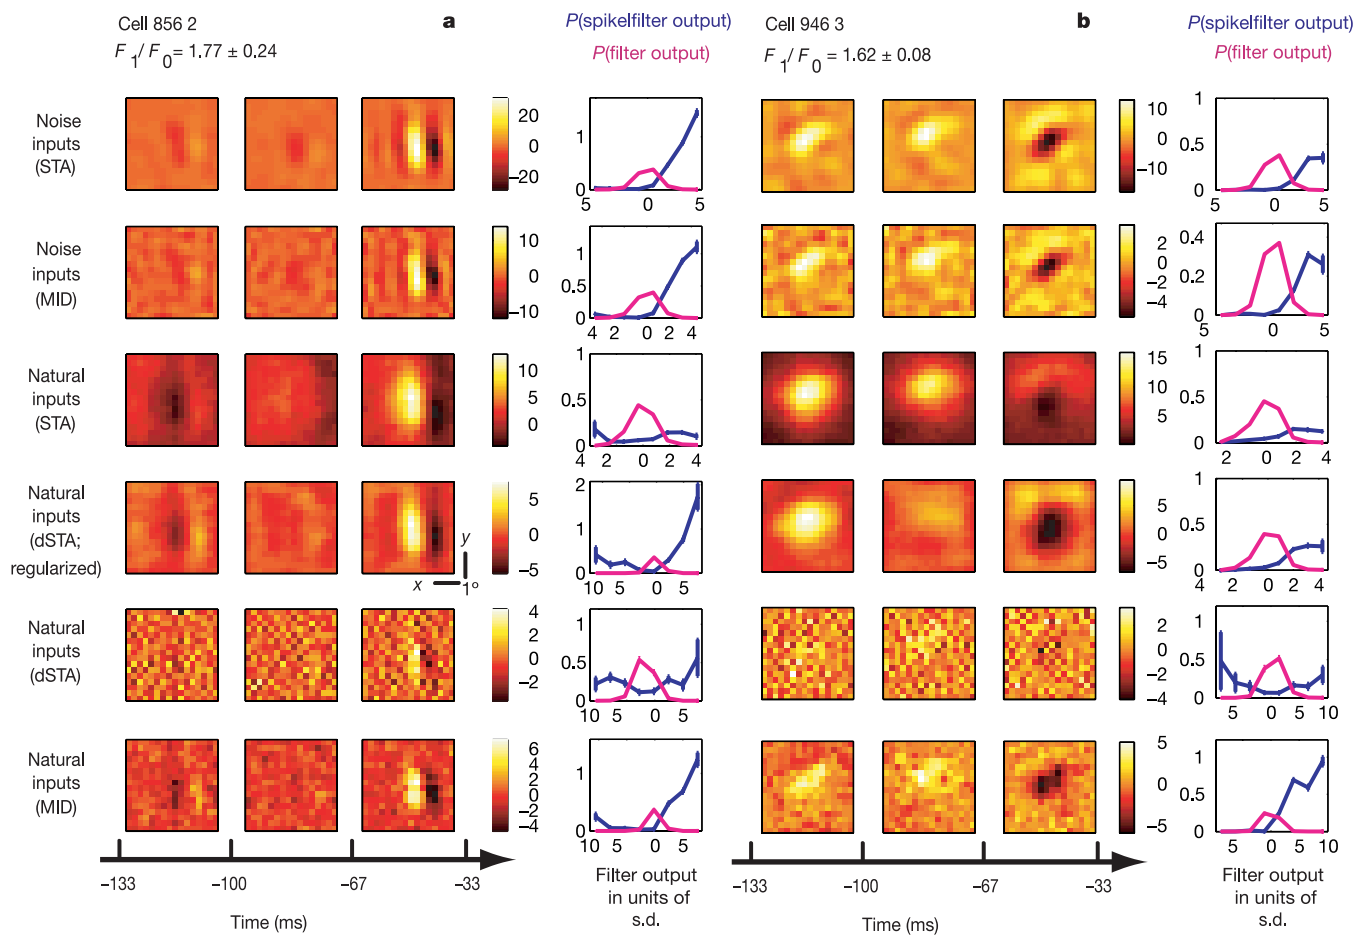 Cell 856 2
a
P(spikelfilter output)
F1/F0 = 1.77 ± 0.24
P(filter output)
Cell 946 3
b
P(spikelfilter output)
F1/F0 = 1.62 ± 0.08
P(filter output)
Noise
inputs
(STA)
20
0
−20
1
0
5 0 5
10
0
−10
1
0.5
0
5 0 5
Noise
inputs
(MID)
10
0
−10
1
0.5
0
4 2 0 2 4
2
0
−2
−4
0.4
0.2
0
5 0 5
Natural
inputs
(STA)
10
5
0
1
0.5
0
4 2 0 2 4
15
10
5
1
0.5
0
2 0 2 4
Natural
inputs
(dSTA;
regularized)
5
0
−5
y
x
1°
2
1
0
10 5 0 5
5
0
−5
1
0.5
0
4 2 0 2 4
Natural
inputs
(dSTA)
4
2
0
−2
1
0.5
0
10 5 0 5
2
0
−2
−4
1
0.5
0
5 0 5 10
Natural
inputs
(MID)
6
4
2
0
−2
−4
1
0
10 5 0 5
5
0
−5
1
0.5
0
5 0 5 10
−133 −100 −67 −33
Time (ms)
Filter output
in units of
s.d.
−133 −100 −67 −33
Time (ms)
Filter output
in units of
s.d.